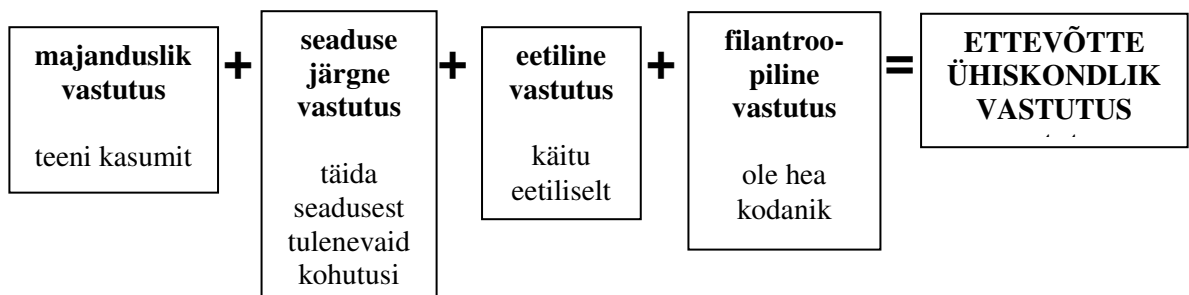 majanduslik
vastutus
teeni kasumit
+
seaduse
järgne
vastutus
täida
seadusest
tulenevaid
kohutusi
+
eetiline
vastutus
käitu
eetiliselt
+
filantroo-
piline
vastutus
ole hea
kodanik
=
ETTEVÕTTE
ÜHISKONDLIK
VASTUTUS